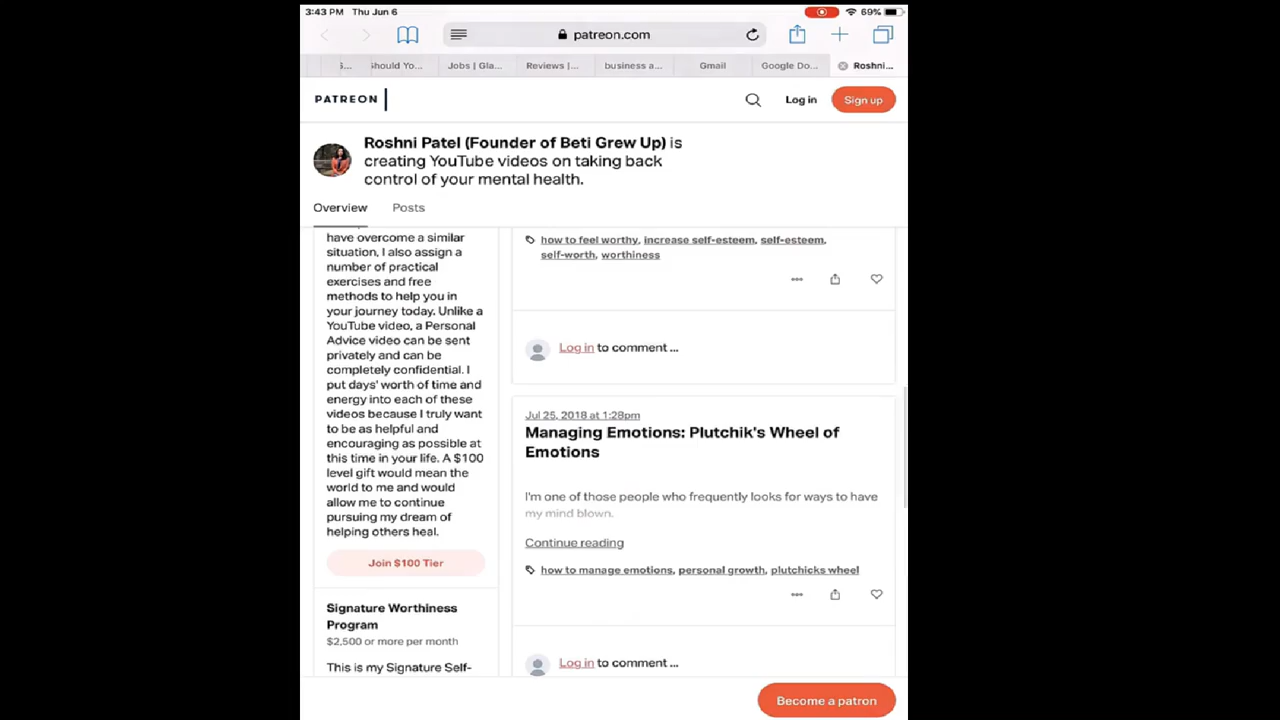 3:43 PM Thu Jun 6
69%
patreon.com
S...
Should Yo...
Jobs | Gla...
Reviews |...
business a...
Gmail
Google Do...
Roshni...
PATREON
Log in
Sign up
Roshni Patel (Founder of Beti Grew Up) is
creating YouTube videos on taking back
control of your mental health.
Overview
Posts
have overcome a similar
situation, I also assign a
number of practical
exercises and free
methods to help you in
your journey today. Unlike a
YouTube video, a Personal
Advice video can be sent
privately and can be
completely confidential. I
put days' worth of time and
energy into each of these
videos because I truly want
to be as helpful and
encouraging as possible at
this time in your life. A $100
level gift would mean the
world to me and would
allow me to continue
pursuing my dream of
helping others heal.
Join $100 Tier
Signature Worthiness
Program
$2,500 or more per month
This is my Signature Self-
how to feel worthy, increase self-esteem, self-esteem,
self-worth, worthiness
Log in to comment ...
Jul 25, 2018 at 1:28pm
Managing Emotions: Plutchik's Wheel of
Emotions
I'm one of those people who frequently looks for ways to have
my mind blown.
Continue reading
how to manage emotions, personal growth, plutchicks wheel
Log in to comment ...
Become a patron